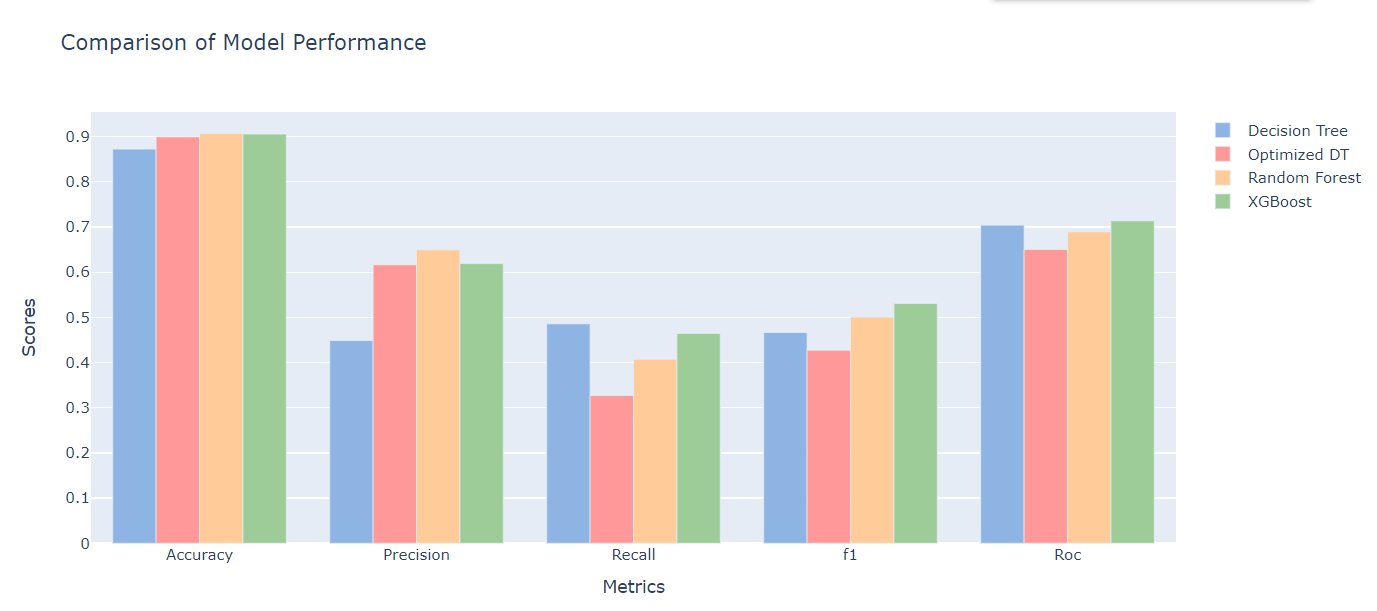 Comparison of Model Performance
Decision Tree
Optimized DT
Random Forest
XGBoost
Scores
0.9
0.8
0.7
0.6
0.5
0.4
0.3
0.2
0.1
0
Accuracy Precision Recall f1 Roc
Metrics